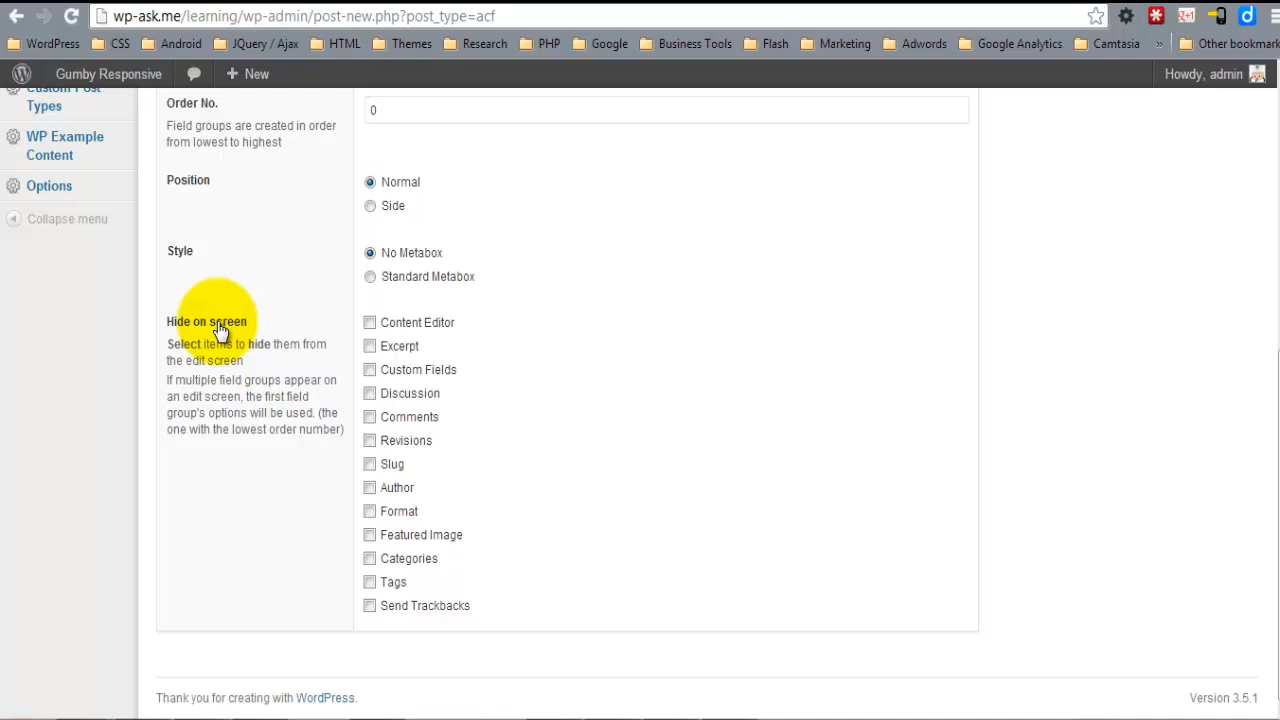 wp-ask.me/learning/wp-admin/post-new.php?post_type=acf
WordPress CSS Android JQuery / Ajax HTML Themes Research PHP Google Business Tools Flash Marketing Adwords Google Analytics Camtasia » Other bookmark
Gumby Responsive + New Howdy, admin
Custom Post
Types
WP Example
Content
Options
Collapse menu
Order No.
Field groups are created in order
from lowest to highest
0
Position
Normal
Side
Style
No Metabox
Standard Metabox
Hide on screen
Select items to hide them from
the edit screen
If multiple field groups appear on
an edit screen, the first field
group's options will be used. (the
one with the lowest order number)
Content Editor
Excerpt
Custom Fields
Discussion
Comments
Revisions
Slug
Author
Format
Featured Image
Categories
Tags
Send Trackbacks
Thank you for creating with WordPress.
Version 3.5.1